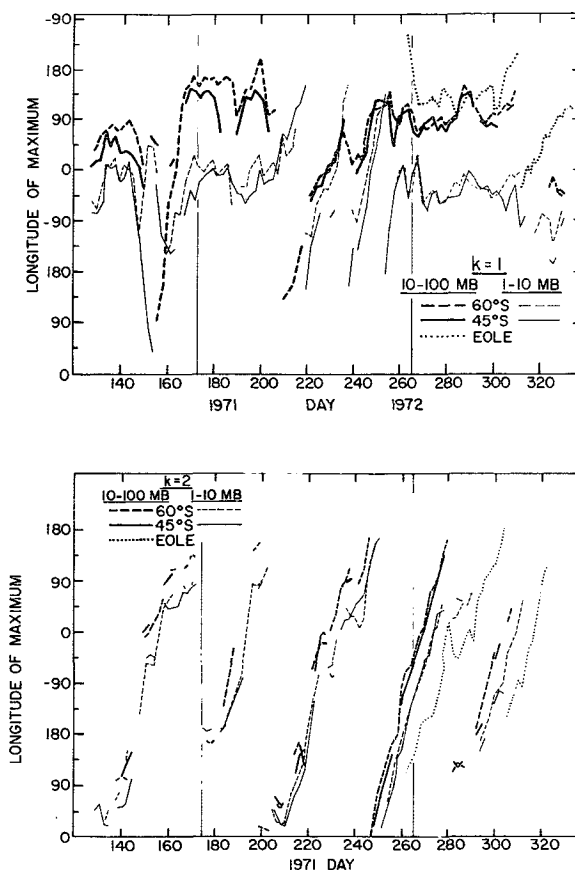 -90
180
90
0
-90
180
90
0
LONGITUDE OF MAXIMUM
k=1
10-100 MB 1-10 MB
60°S
45°S
EOLE
140 160 180 200 220 240 260 280 300 320
1971 DAY 1972
k=2
10-100 MB 1-10 MB
60°S
45°S
EOLE
180
90
0
-90
180
90
0
LONGITUDE OF MAXIMUM
140 160 180 200 220 240 260 280 300 320
1971 DAY